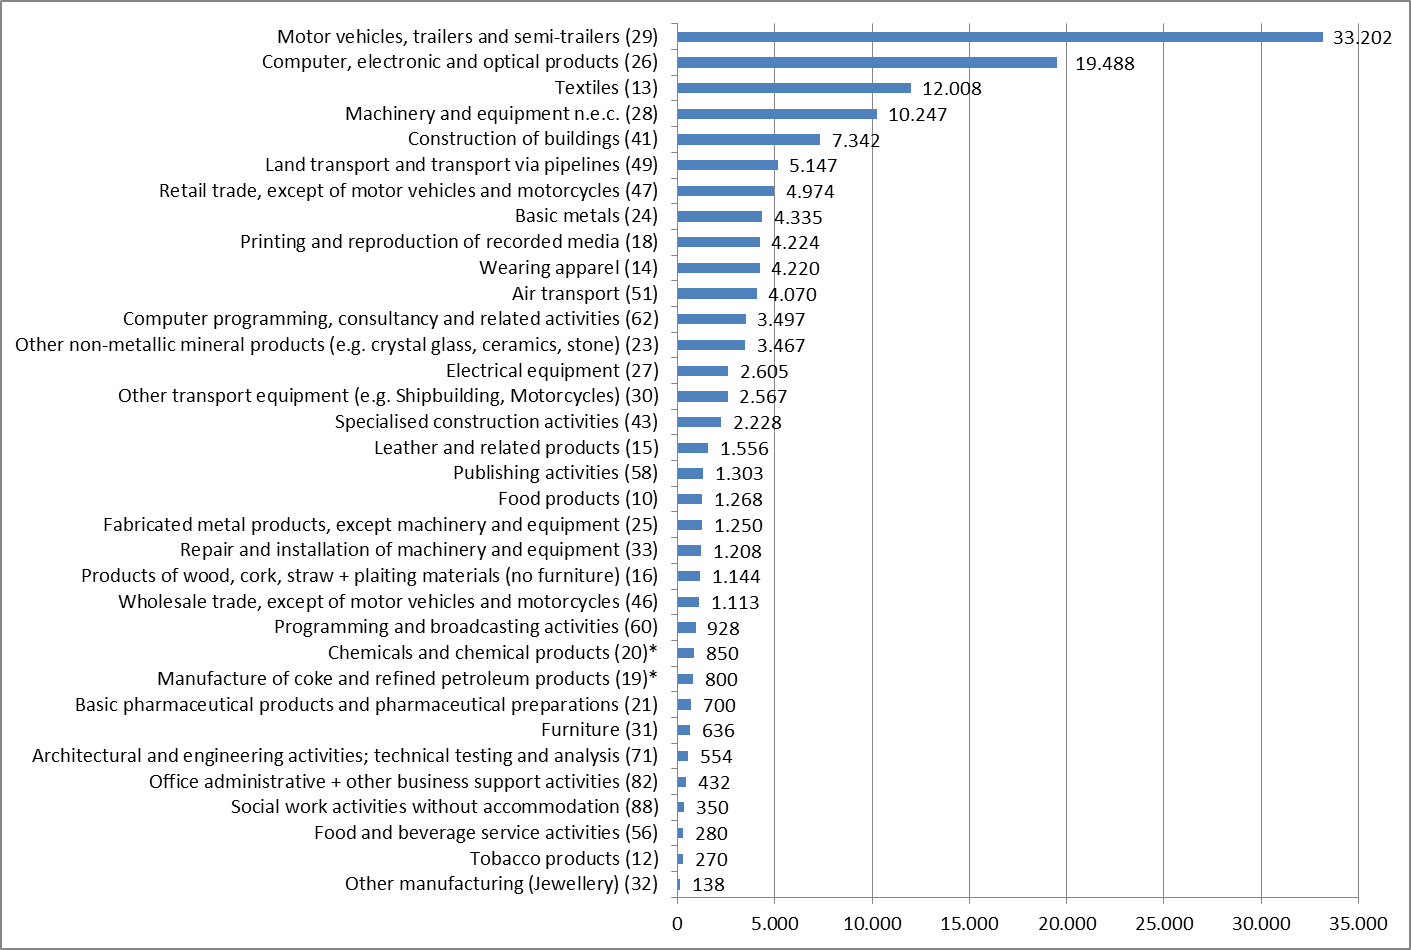 Motor vehicles, trailers and semi-trailers (29) 33.202
Computer, electronic and optical products (26) 19.488
Textiles (13) 12.008
Machinery and equipment n.e.c. (28) 10.247
Construction of buildings (41) 7.342
Land transport and transport via pipelines (49) 5.147
Retail trade, except of motor vehicles and motorcycles (47) 4.974
Basic metals (24) 4.335
Printing and reproduction of recorded media (18) 4.224
Wearing apparel (14) 4.220
Air transport (51) 4.070
Computer programming, consultancy and related activities (62) 3.497
Other non-metallic mineral products (e.g. crystal glass, ceramics, stone) (23) 3.467
Electrical equipment (27) 2.605
Other transport equipment (e.g. Shipbuilding, Motorcycles) (30) 2.567
Specialised construction activities (43) 2.228
Leather and related products (15) 1.556
Publishing activities (58) 1.303
Food products (10) 1.268
Fabricated metal products, except machinery and equipment (25) 1.250
Repair and installation of machinery and equipment (33) 1.208
Products of wood, cork, straw + plaiting materials (no furniture) (16) 1.144
Wholesale trade, except of motor vehicles and motorcycles (46) 1.113
Programming and broadcasting activities (60) 928
Chemicals and chemical products (20)* 850
Manufacture of coke and refined petroleum products (19)* 800
Basic pharmaceutical products and pharmaceutical preparations (21) 700
Furniture (31) 636
Architectural and engineering activities; technical testing and analysis (71) 554
Office administrative + other business support activities (82) 432
Social work activities without accommodation (88) 350
Food and beverage service activities (56) 280
Tobacco products (12) 270
Other manufacturing (Jewellery) (32) 138
0 5.000 10.000 15.000 20.000 25.000 30.000 35.000